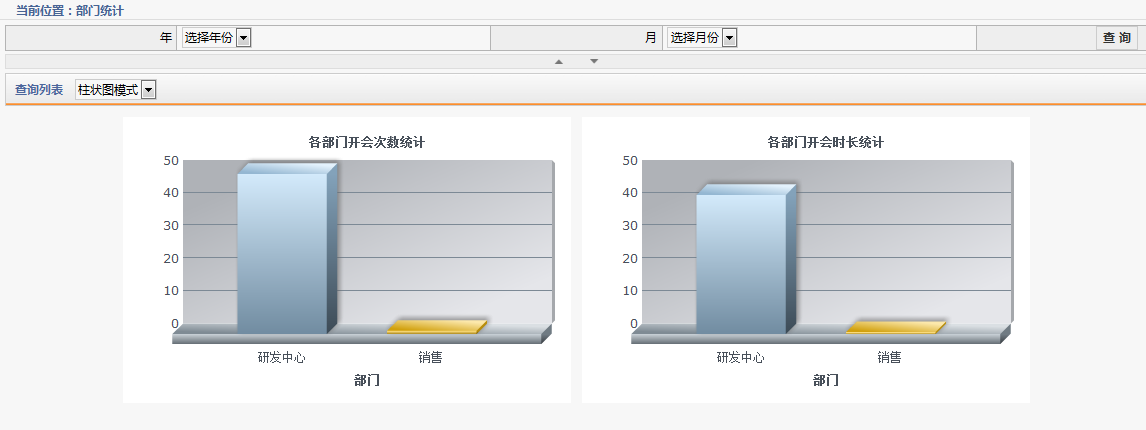 当前位置：部门统计
年 选择年份 月 选择月份 查 询
查询列表 柱状图模式
各部门开会次数统计
50
40
30
20
10
0
研发中心 销售
部门
各部门开会时长统计
50
40
30
20
10
0
研发中心 销售
部门